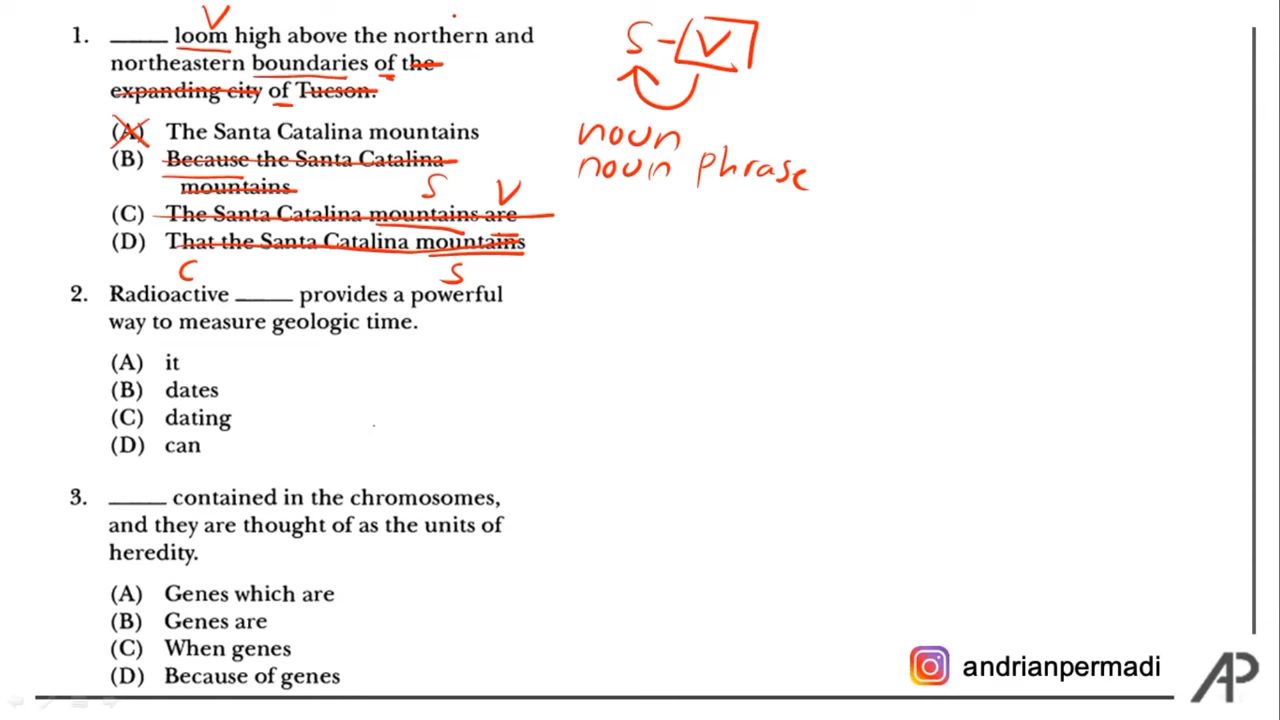 V
1. _____ loom high above the northern and
northeastern boundaries of the
expanding city of Tucson.
(A) The Santa Catalina mountains
(B) Because the Santa Catalina
mountains
S V
(C) The Santa Catalina mountains are
(D) That the Santa Catalina mountains
C S
2. Radioactive _____ provides a powerful
way to measure geologic time.
(A) it
(B) dates
(C) dating
(D) can
3. _____ contained in the chromosomes,
and they are thought of as the units of
heredity.
(A) Genes which are
(B) Genes are
(C) When genes
(D) Because of genes
S - V
noun
noun phrase
andrianpermadi
AP